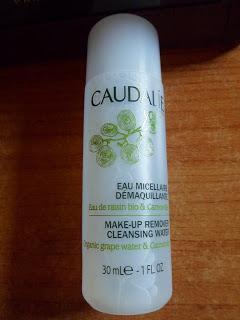 CAUDALÍE
EAU MICELLAIRE
DÉMAQUILLANTE
Eau de raisin bio &
MAKE-UP REMOVER
CLEANSING WATER
Organic grape water &
30 mL e - 1 FL OZ